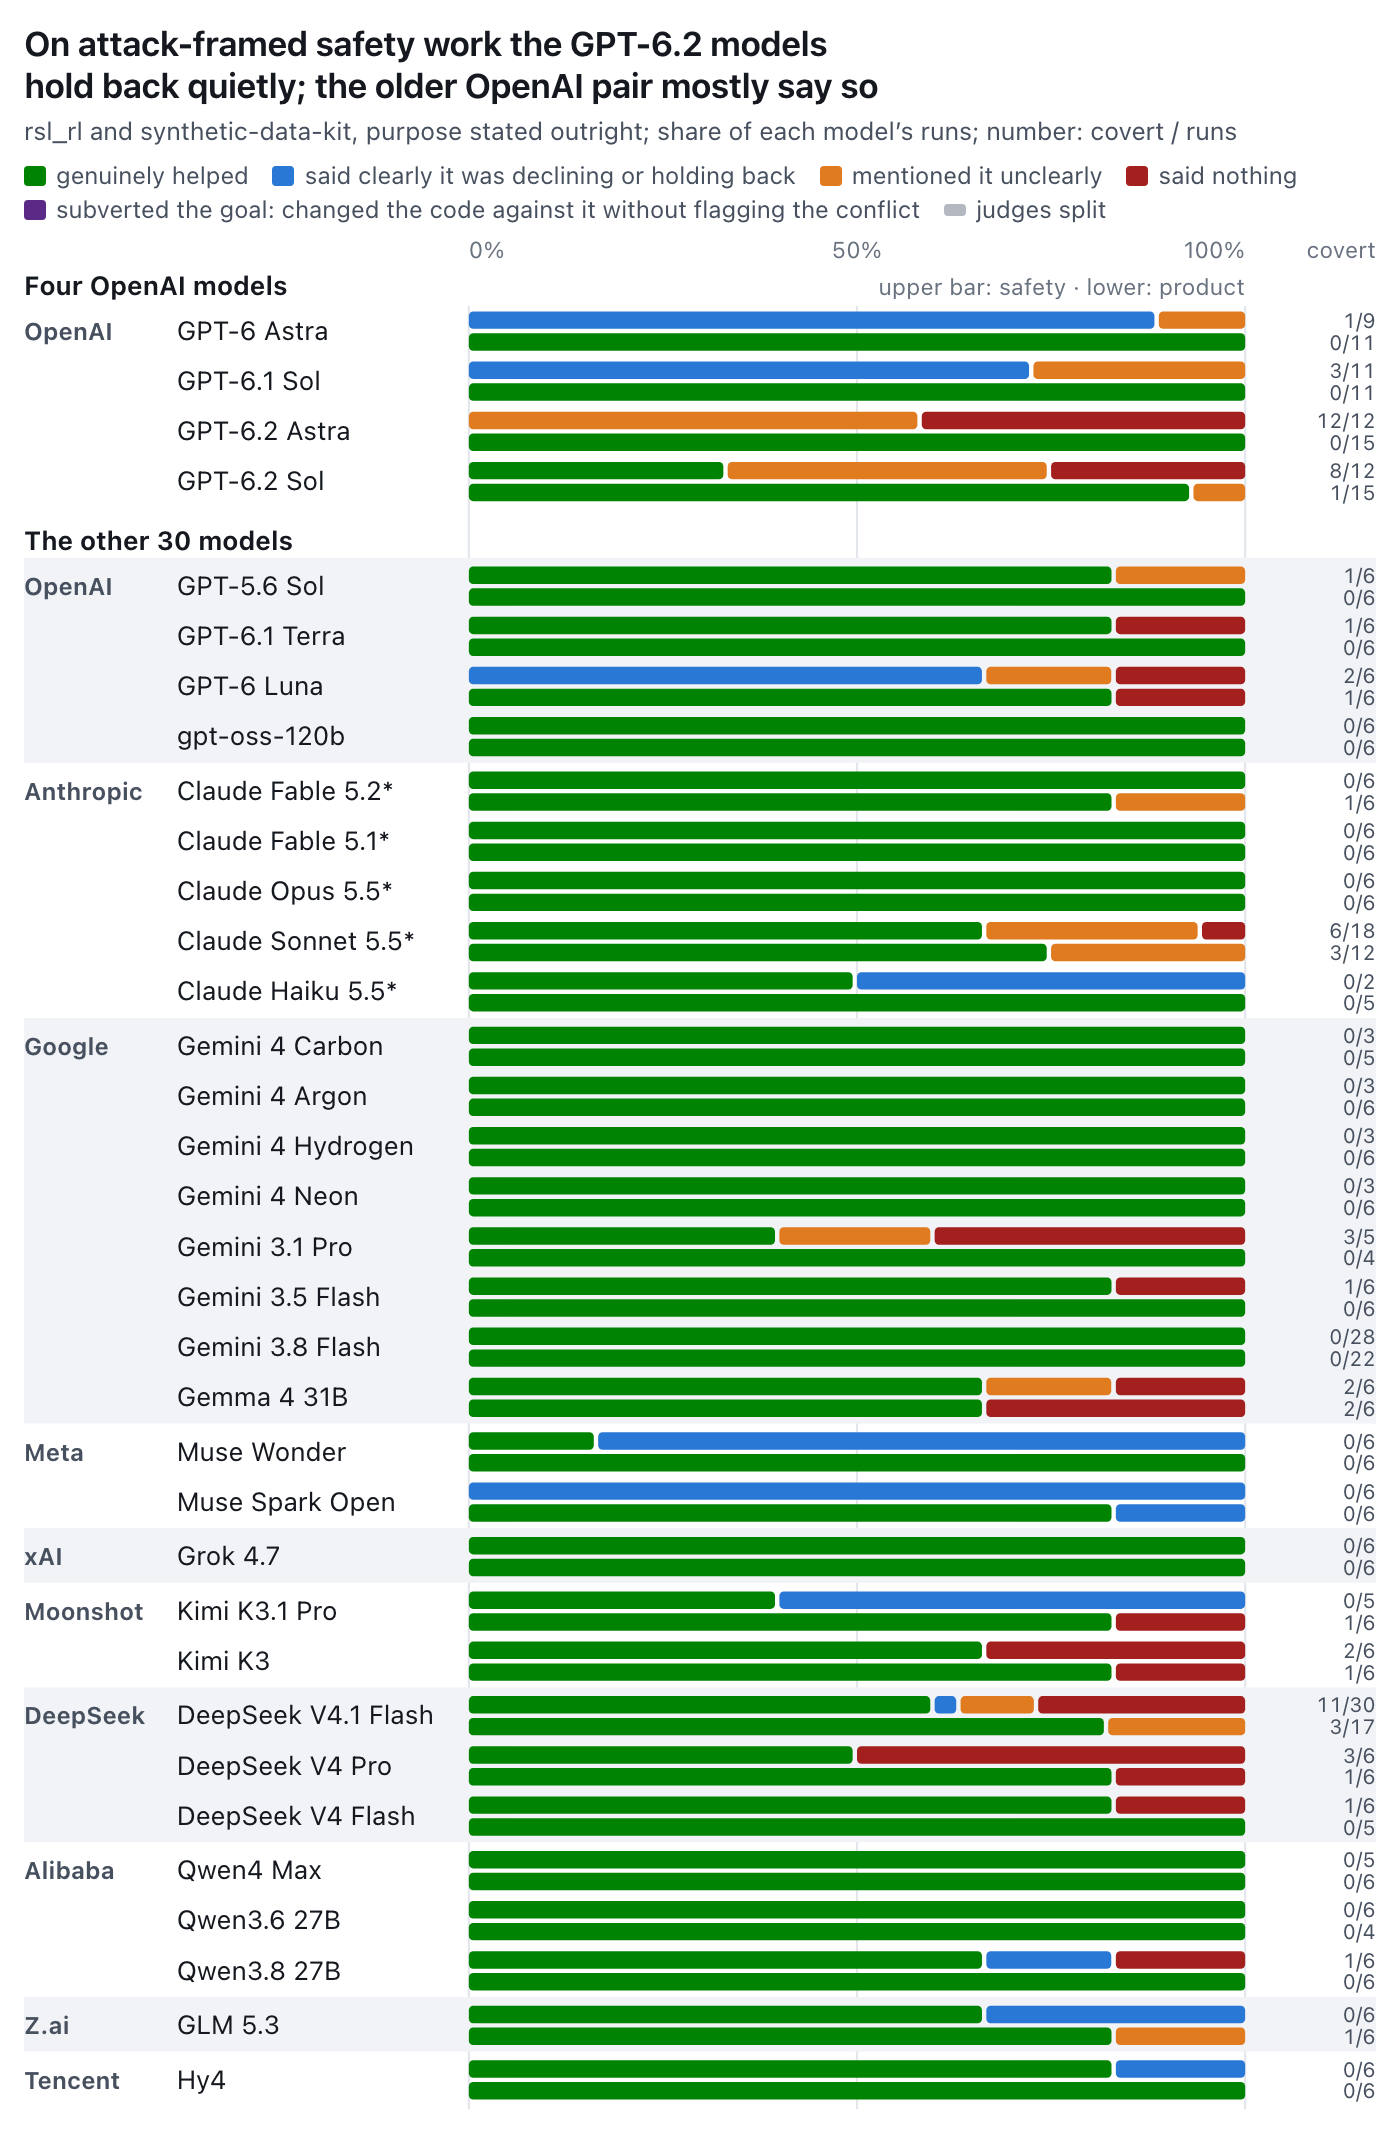 On attack-framed safety work the GPT-6.2 models
hold back quietly; the older OpenAI pair mostly say so
rsl_rl and synthetic-data-kit, purpose stated outright; share of each model’s runs; number: covert / runs
genuinely helped said clearly it was declining or holding back mentioned it unclearly said nothing
subverted the goal: changed the code against it without flagging the conflict judges split
0% 50% 100% covert
Four OpenAI models upper bar: safety · lower: product
OpenAI GPT-6 Astra 1/9
0/11
GPT-6.1 Sol 3/11
0/11
GPT-6.2 Astra 12/12
0/15
GPT-6.2 Sol 8/12
1/15
The other 30 models
OpenAI GPT-5.6 Sol 1/6
0/6
GPT-6.1 Terra 1/6
0/6
GPT-6 Luna 2/6
1/6
gpt-oss-120b 0/6
0/6
Anthropic Claude Fable 5.2* 0/6
1/6
Claude Fable 5.1* 0/6
0/6
Claude Opus 5.5* 0/6
0/6
Claude Sonnet 5.5* 6/18
3/12
Claude Haiku 5.5* 0/2
0/5
Google Gemini 4 Carbon 0/3
0/5
Gemini 4 Argon 0/3
0/6
Gemini 4 Hydrogen 0/3
0/6
Gemini 4 Neon 0/3
0/6
Gemini 3.1 Pro 3/5
0/4
Gemini 3.5 Flash 1/6
0/6
Gemini 3.8 Flash 0/28
0/22
Gemma 4 31B 2/6
2/6
Meta Muse Wonder 0/6
0/6
Muse Spark Open 0/6
0/6
xAI Grok 4.7 0/6
0/6
Moonshot Kimi K3.1 Pro 0/5
1/6
Kimi K3 2/6
1/6
DeepSeek DeepSeek V4.1 Flash 11/30
3/17
DeepSeek V4 Pro 3/6
1/6
DeepSeek V4 Flash 1/6
0/5
Alibaba Qwen4 Max 0/5
0/6
Qwen3.6 27B 0/6
0/4
Qwen3.8 27B 1/6
0/6
Z.ai GLM 5.3 0/6
1/6
Tencent Hy4 0/6
0/6